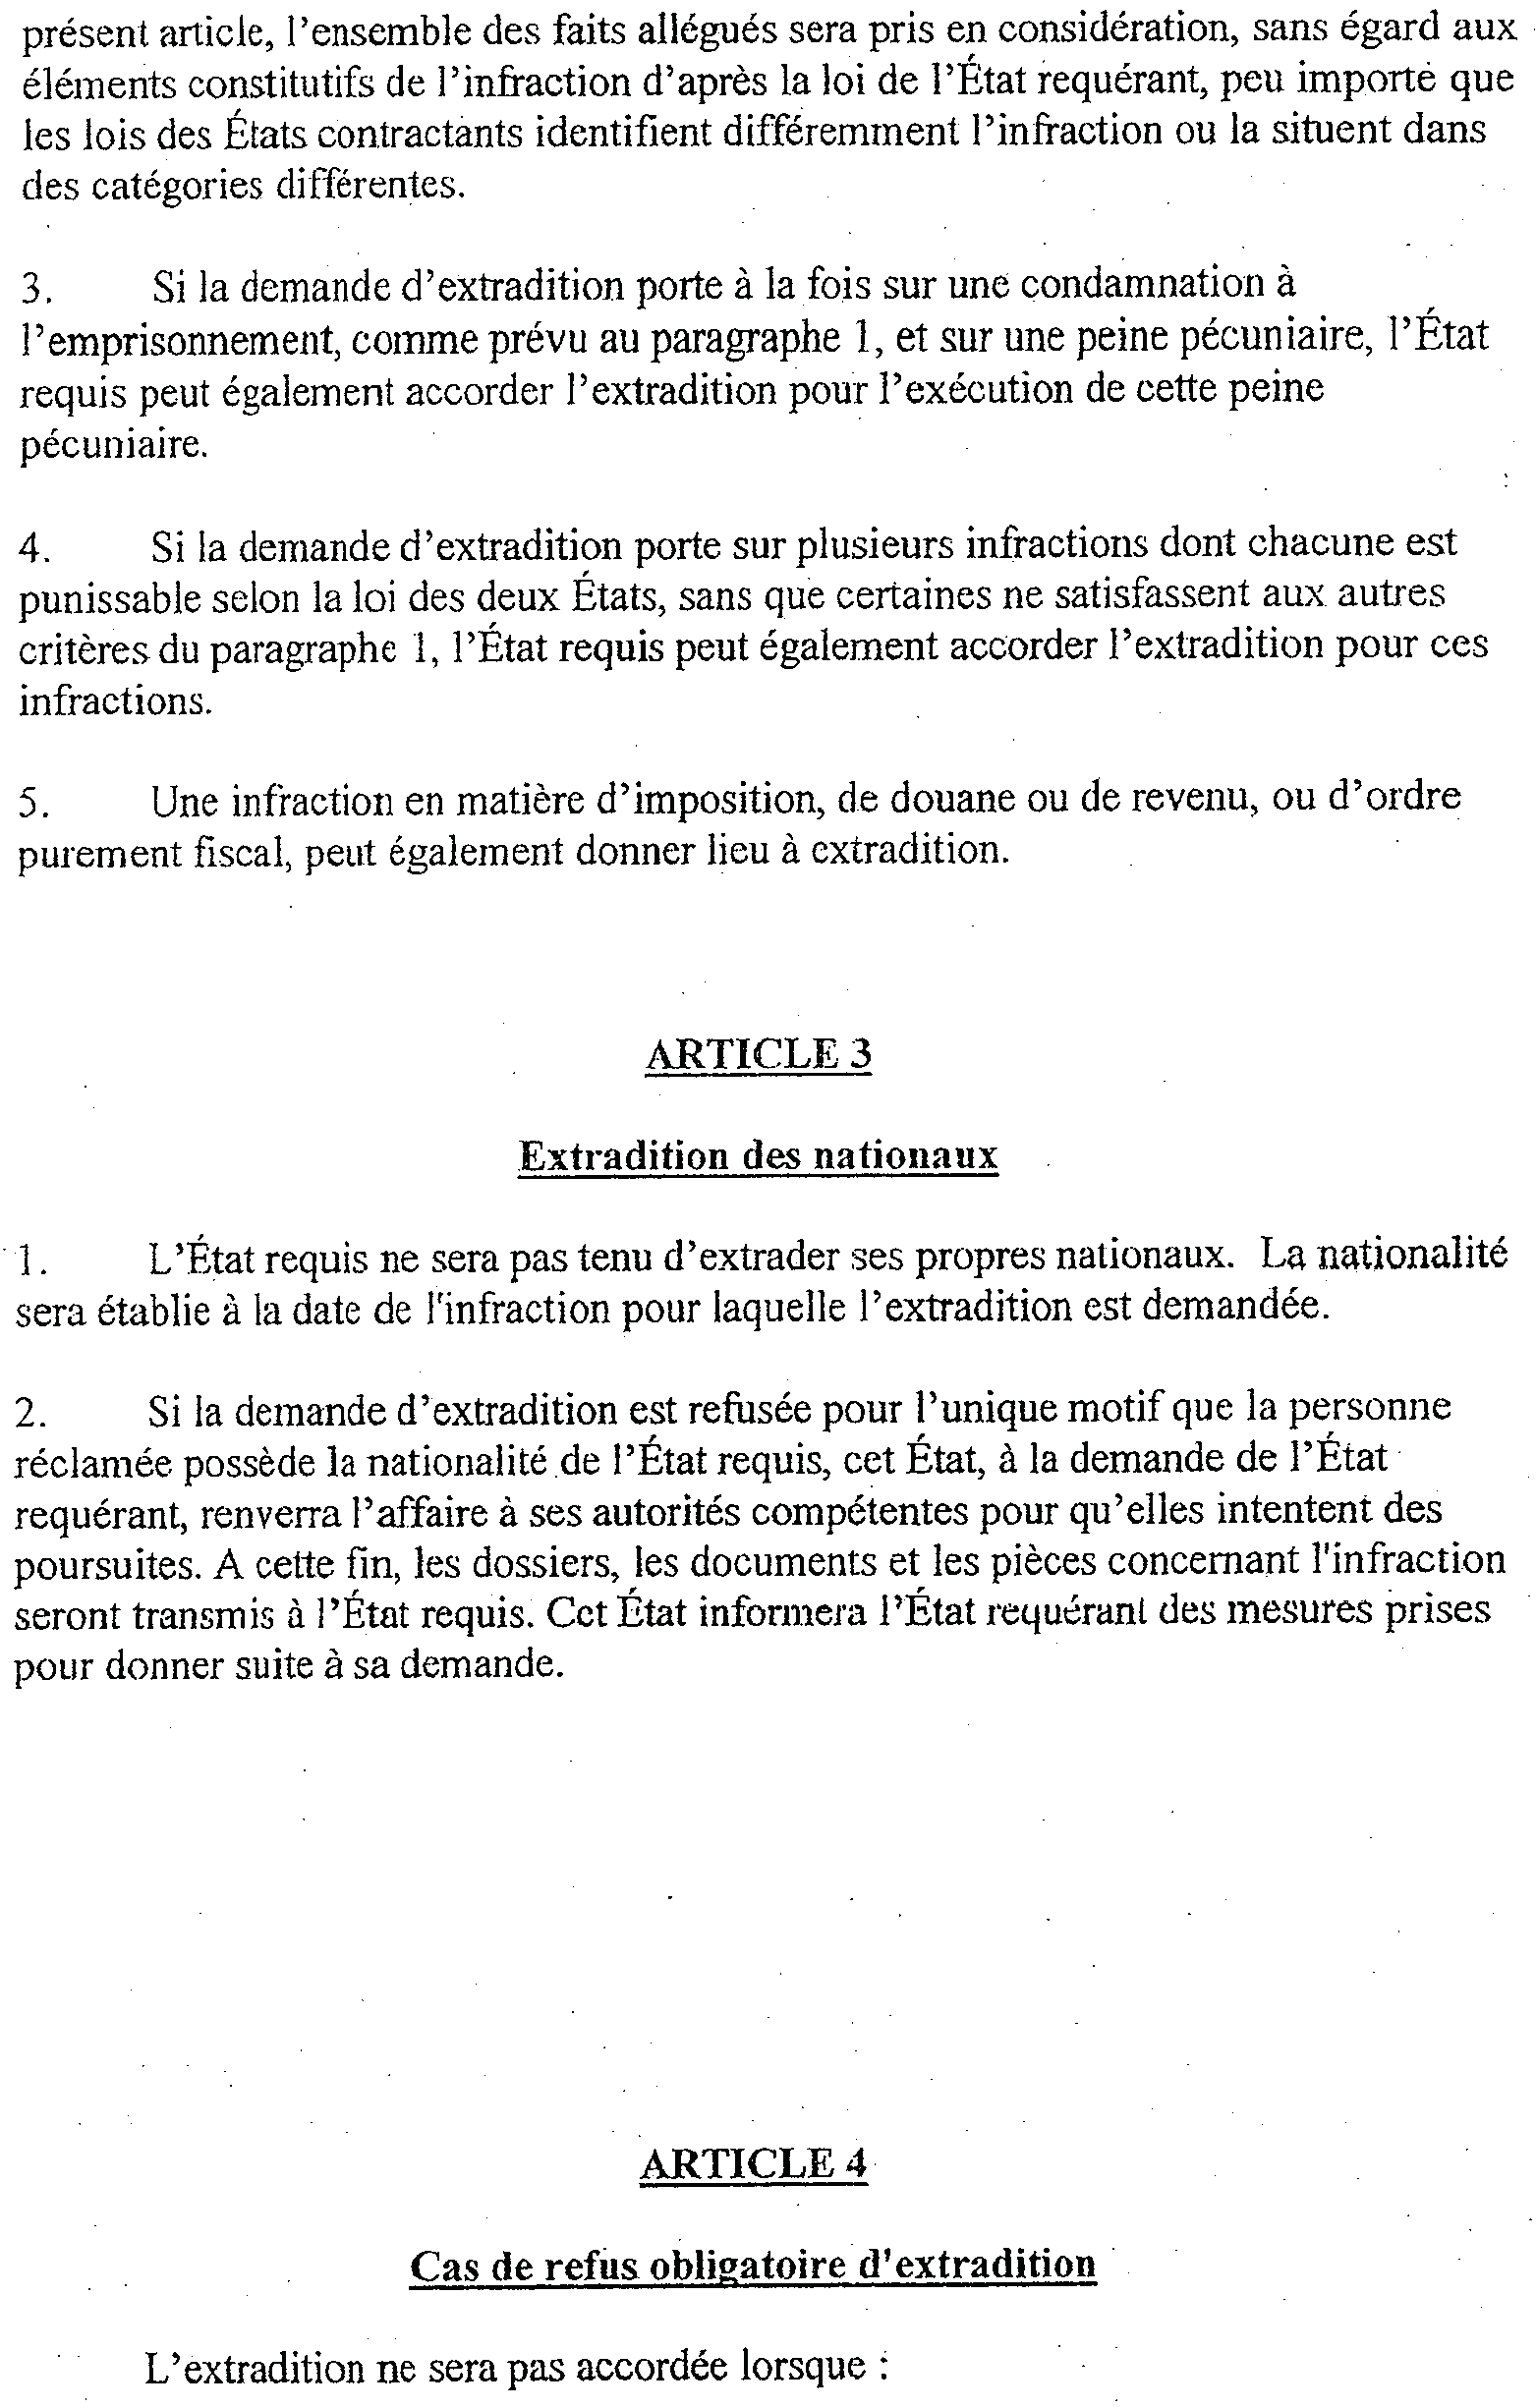 présent article, l'ensemble des faits allégués sera pris en considération, sans égard aux
éléments constitutifs de l'infraction d'après la loi de l'État requérant, peu importe que
les lois des États contractants identifient différemment l'infraction ou la situent dans
des catégories différentes.
3. Si la demande d'extradition porte à la fois sur une condamnation à
l'emprisonnement, comme prévu au paragraphe 1, et sur une peine pécuniaire, l'État
requis peut également accorder l'extradition pour l'exécution de cette peine
pécuniaire.
4. Si la demande d'extradition porte sur plusieurs infractions dont chacune est
punissable selon la loi des deux États, sans que certaines ne satisfassent aux autres
critères du paragraphe 1, l'État requis peut également accorder l'extradition pour ces
infractions.
5. Une infraction en matière d'imposition, de douane ou de revenu, ou d'ordre
purement fiscal, peut également donner lieu à extradition.
ARTICLE 3
Extradition des nationaux
1. L'État requis ne sera pas tenu d'extrader ses propres nationaux. La nationalité
sera établie à la date de l'infraction pour laquelle l'extradition est demandée.
2. Si la demande d'extradition est refusée pour l'unique motif que la personne
réclamée possède la nationalité de l'État requis, cet État, à la demande de l'État
requérant, renverra l'affaire à ses autorités compétentes pour qu'elles intentent des
poursuites. A cette fin, les dossiers, les documents et les pièces concernant l'infraction
seront transmis à l'État requis. Cet État informera l'État requérant des mesures prises
pour donner suite à sa demande.
ARTICLE 4
Cas de refus obligatoire d'extradition
L'extradition ne sera pas accordée lorsque :